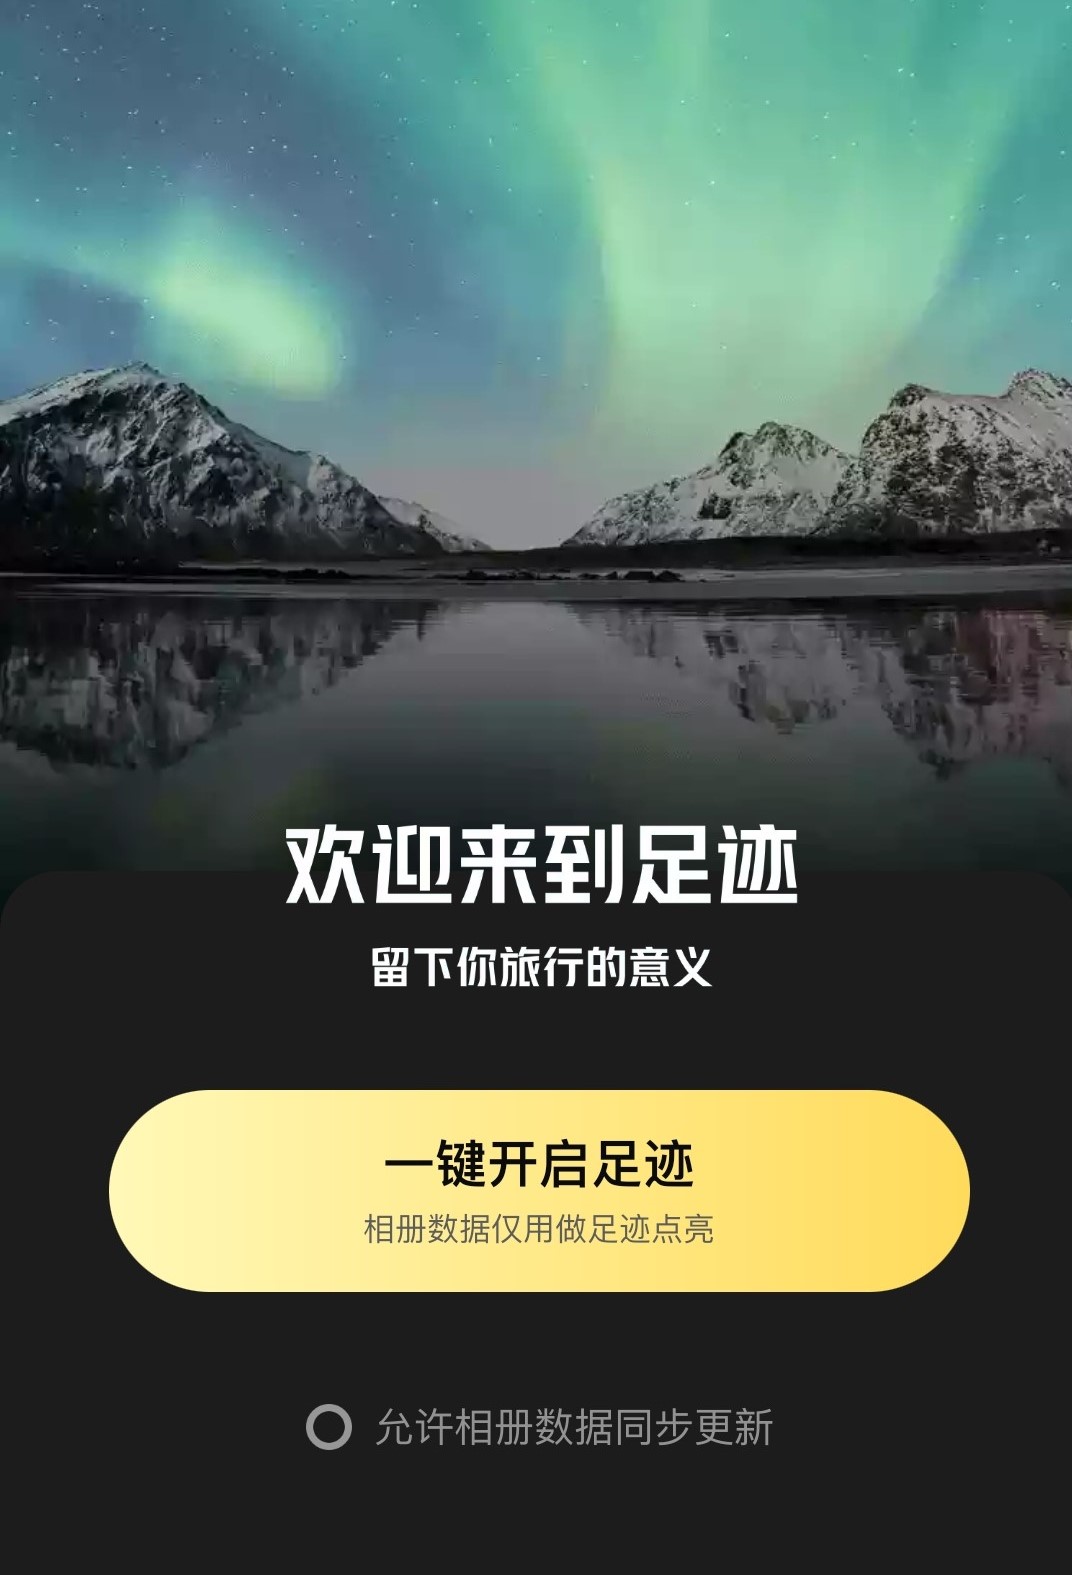 欢迎来到足迹
留下你旅行的意义
一键开启足迹
相册数据仅用做足迹点亮
允许相册数据同步更新